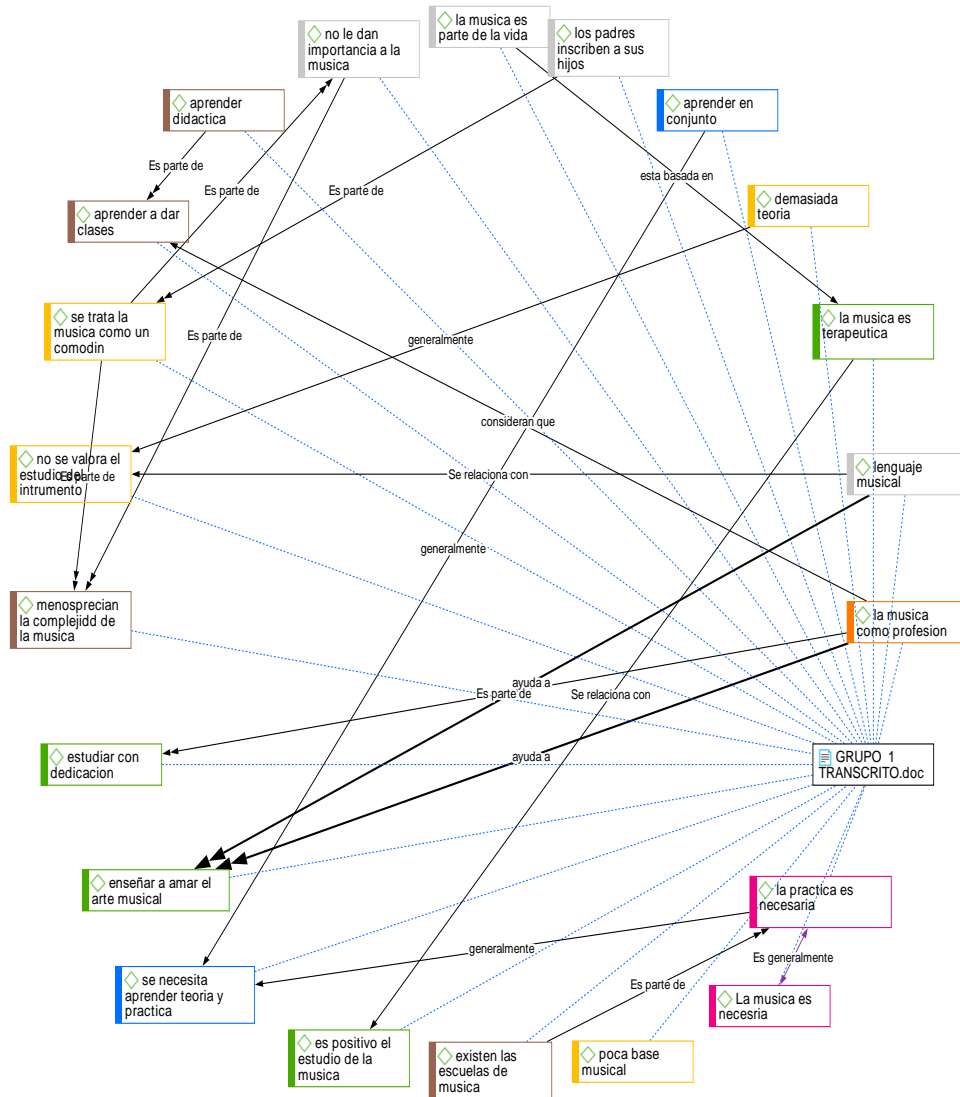 la musica es
parte de la vida
no le dan
importancia a la
musica
los padres
inscriben a sus
hijos
aprender
didactica
aprender en
conjunto
Es parte de
Es parte de
Es parte de
esta basada en
demasiada
teoria
aprender a dar
clases
se trata la
musica como un
comodin
la musica es
terapeutica
Es parte de
generalmente
consideran que
no se valora el
estudio del
intrumento
Es parte de
Se relaciona con
lenguaje
musical
generalmente
menosprecian
la complejidd de
la musica
la musica
como profesion
ayuda a
Es parte de
Se relaciona con
estudiar con
dedicacion
ayuda a
GRUPO 1
TRANSCRITO.doc
enseñar a amar el
arte musical
la practica es
necesaria
generalmente
Es generalmente
se necesita
aprender teoria y
practica
Es parte de
La musica es
necesria
es positivo el
estudio de la
musica
existen las
escuelas de
musica
poca base
musical